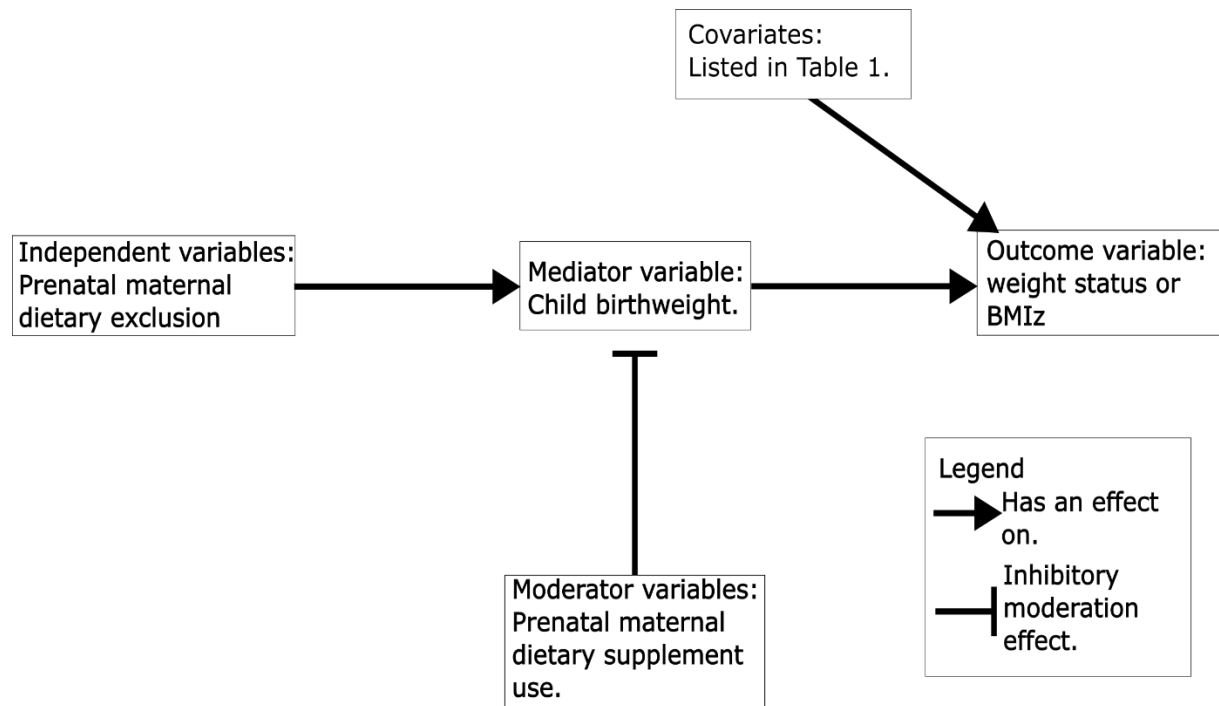 Covariates:
Listed in Table 1.
Independent variables:
Prenatal maternal
dietary exclusion
Mediator variable:
Child birthweight.
Outcome variable:
weight status or
BMIz
Moderator variables:
Prenatal maternal
dietary supplement
use.
Legend
Has an effect
on.
Inhibitory
moderation
effect.